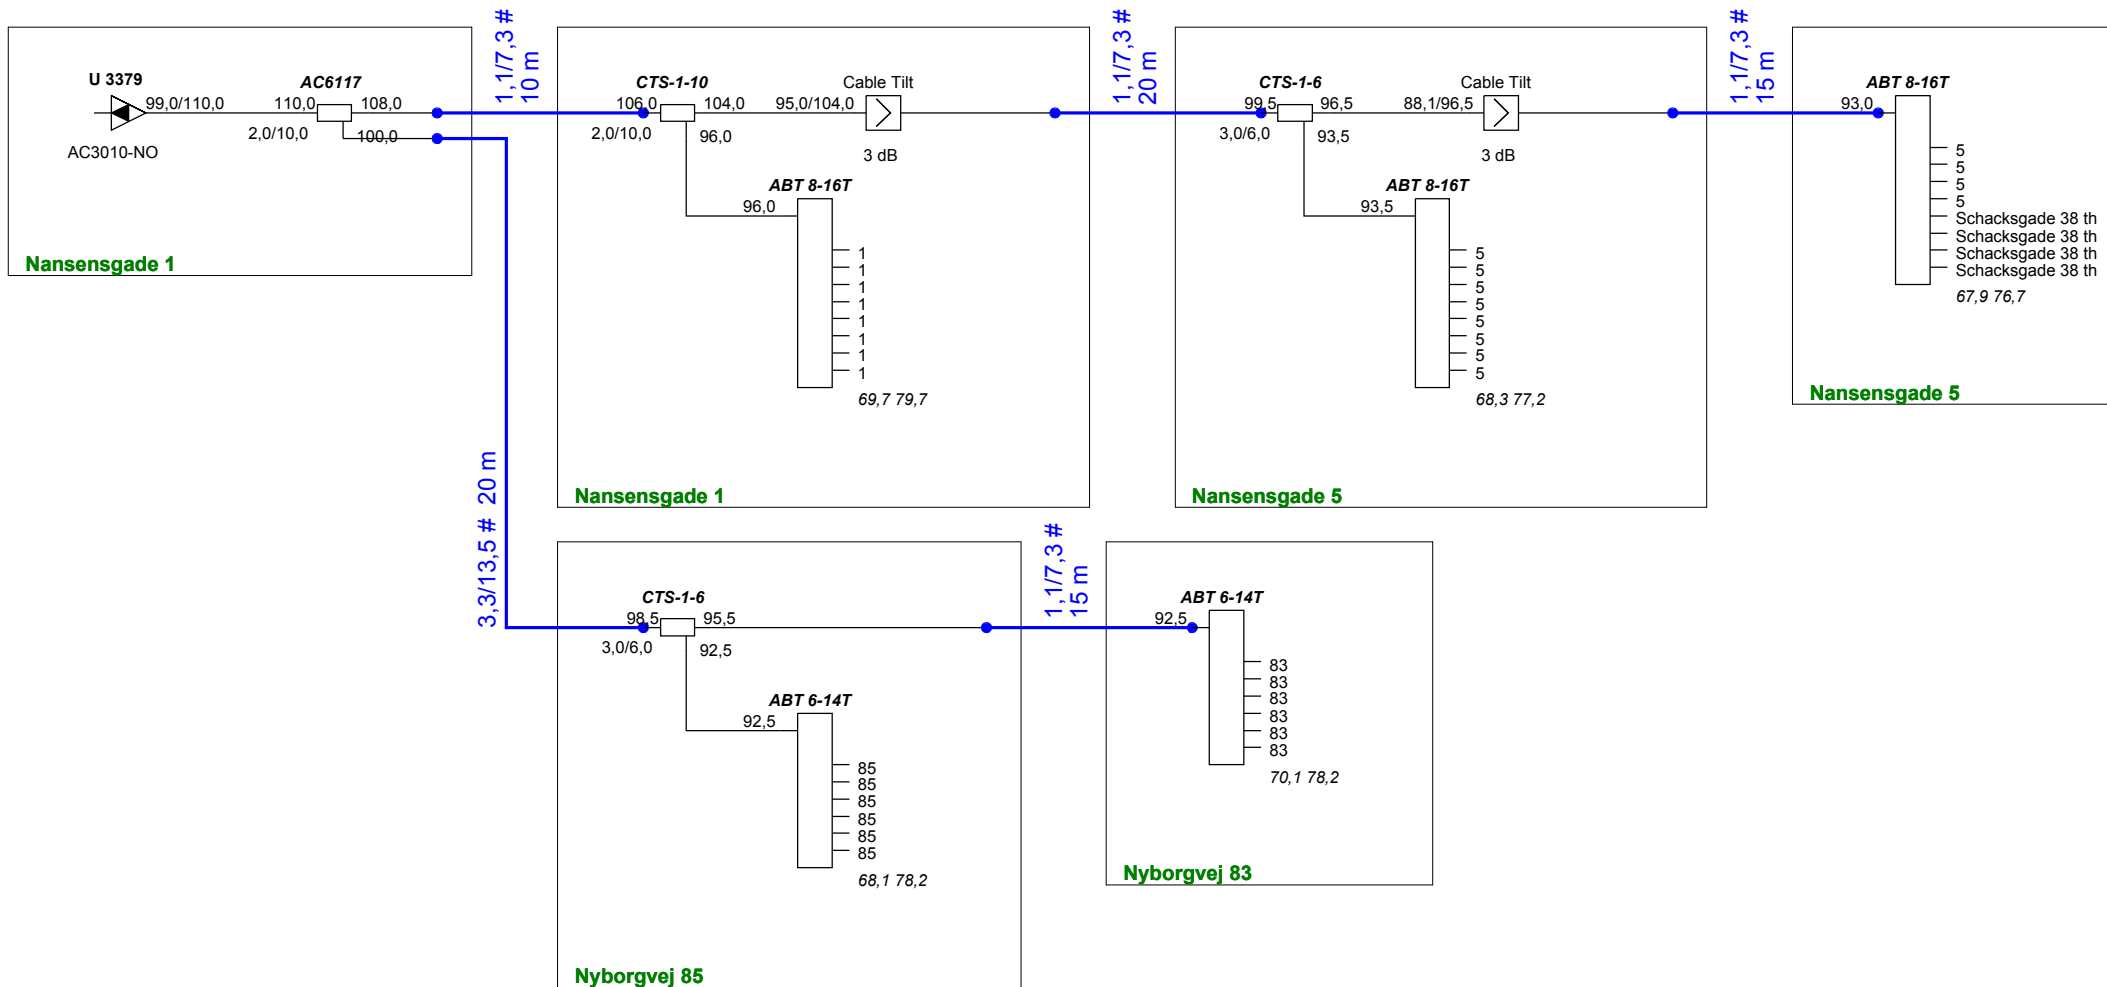 U 3379
99,0/110,0
AC3010-NO
AC6117
110,0
108,0
2,0/10,0
100,0
Nansensgade 1
1,1/7,3 #
10 m
CTS-1-10
106,0
104,0
2,0/10,0
96,0
95,0/104,0
Cable Tilt
3 dB
ABT 8-16T
96,0
1
1
1
1
1
1
1
1
69,7 79,7
Nansensgade 1
1,1/7,3 #
20 m
CTS-1-6
99,5
96,5
3,0/6,0
93,5
88,1/96,5
Cable Tilt
3 dB
ABT 8-16T
93,5
5
5
5
5
5
5
5
5
68,3 77,2
Nansensgade 5
1,1/7,3 #
15 m
ABT 8-16T
93,0
5
5
5
5
Schacksgade 38 th
Schacksgade 38 th
Schacksgade 38 th
Schacksgade 38 th
67,9 76,7
Nansensgade 5
3,3/13,5 # 20 m
CTS-1-6
98,5
95,5
3,0/6,0
92,5
ABT 6-14T
92,5
85
85
85
85
85
85
68,1 78,2
Nyborgvej 85
1,1/7,3 #
15 m
ABT 6-14T
92,5
83
83
83
83
83
83
70,1 78,2
Nyborgvej 83